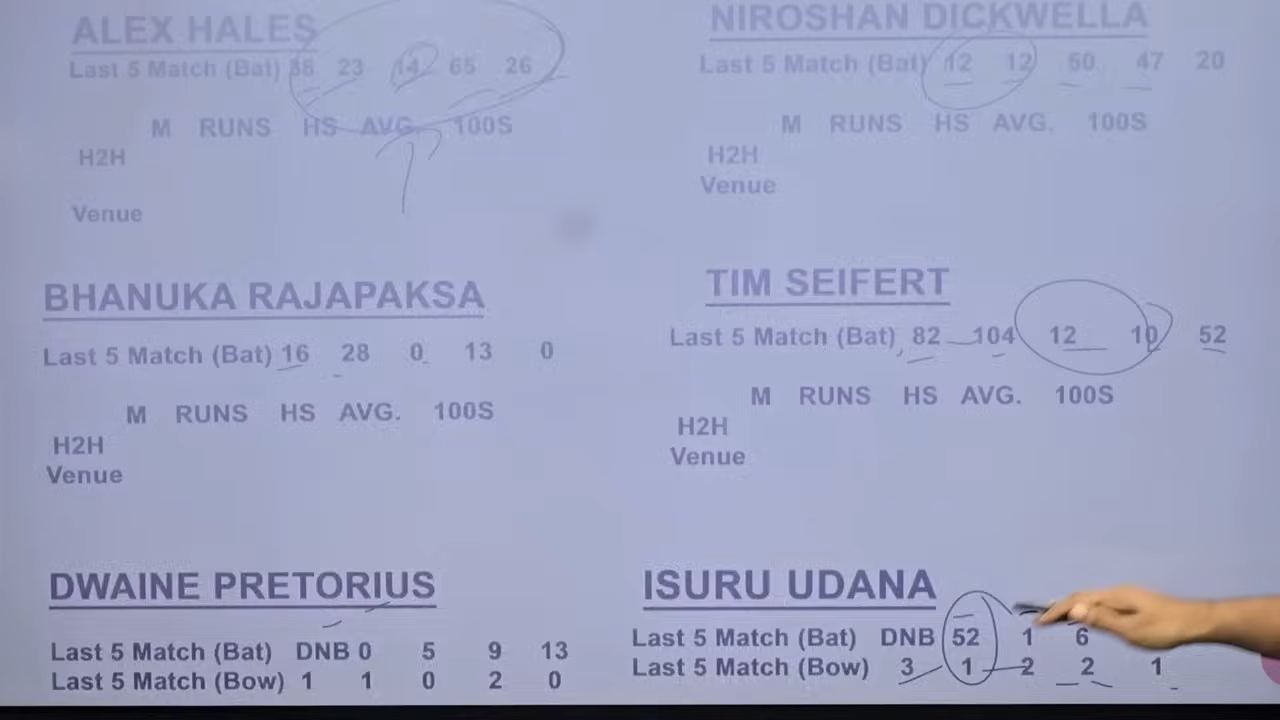 ALEX HALES
Last 5 Match (Bat) 86 23 14 65 26
M RUNS HS AVG. 100S
H2H
Venue
NIROSHAN DICKWELLA
Last 5 Match (Bat) 12 12 50 47 20
M RUNS HS AVG. 100S
H2H
Venue
BHANUKA RAJAPAKSA
Last 5 Match (Bat) 16 28 0 13 0
M RUNS HS AVG. 100S
H2H
Venue
TIM SEIFERT
Last 5 Match (Bat) 82 104 12 10 52
M RUNS HS AVG. 100S
H2H
Venue
DWAINE PRETORIUS
Last 5 Match (Bat) DNB 0 5 9 13
Last 5 Match (Bow) 1 1 0 2 0
ISURU UDANA
Last 5 Match (Bat) DNB 52 1 6
Last 5 Match (Bow) 3 1 2 2 1